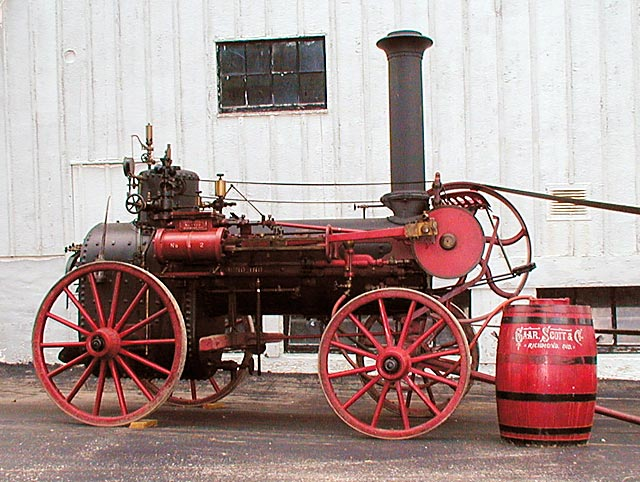 No 2
GAAR, SCOTT & CO.
RICHMOND, IND.